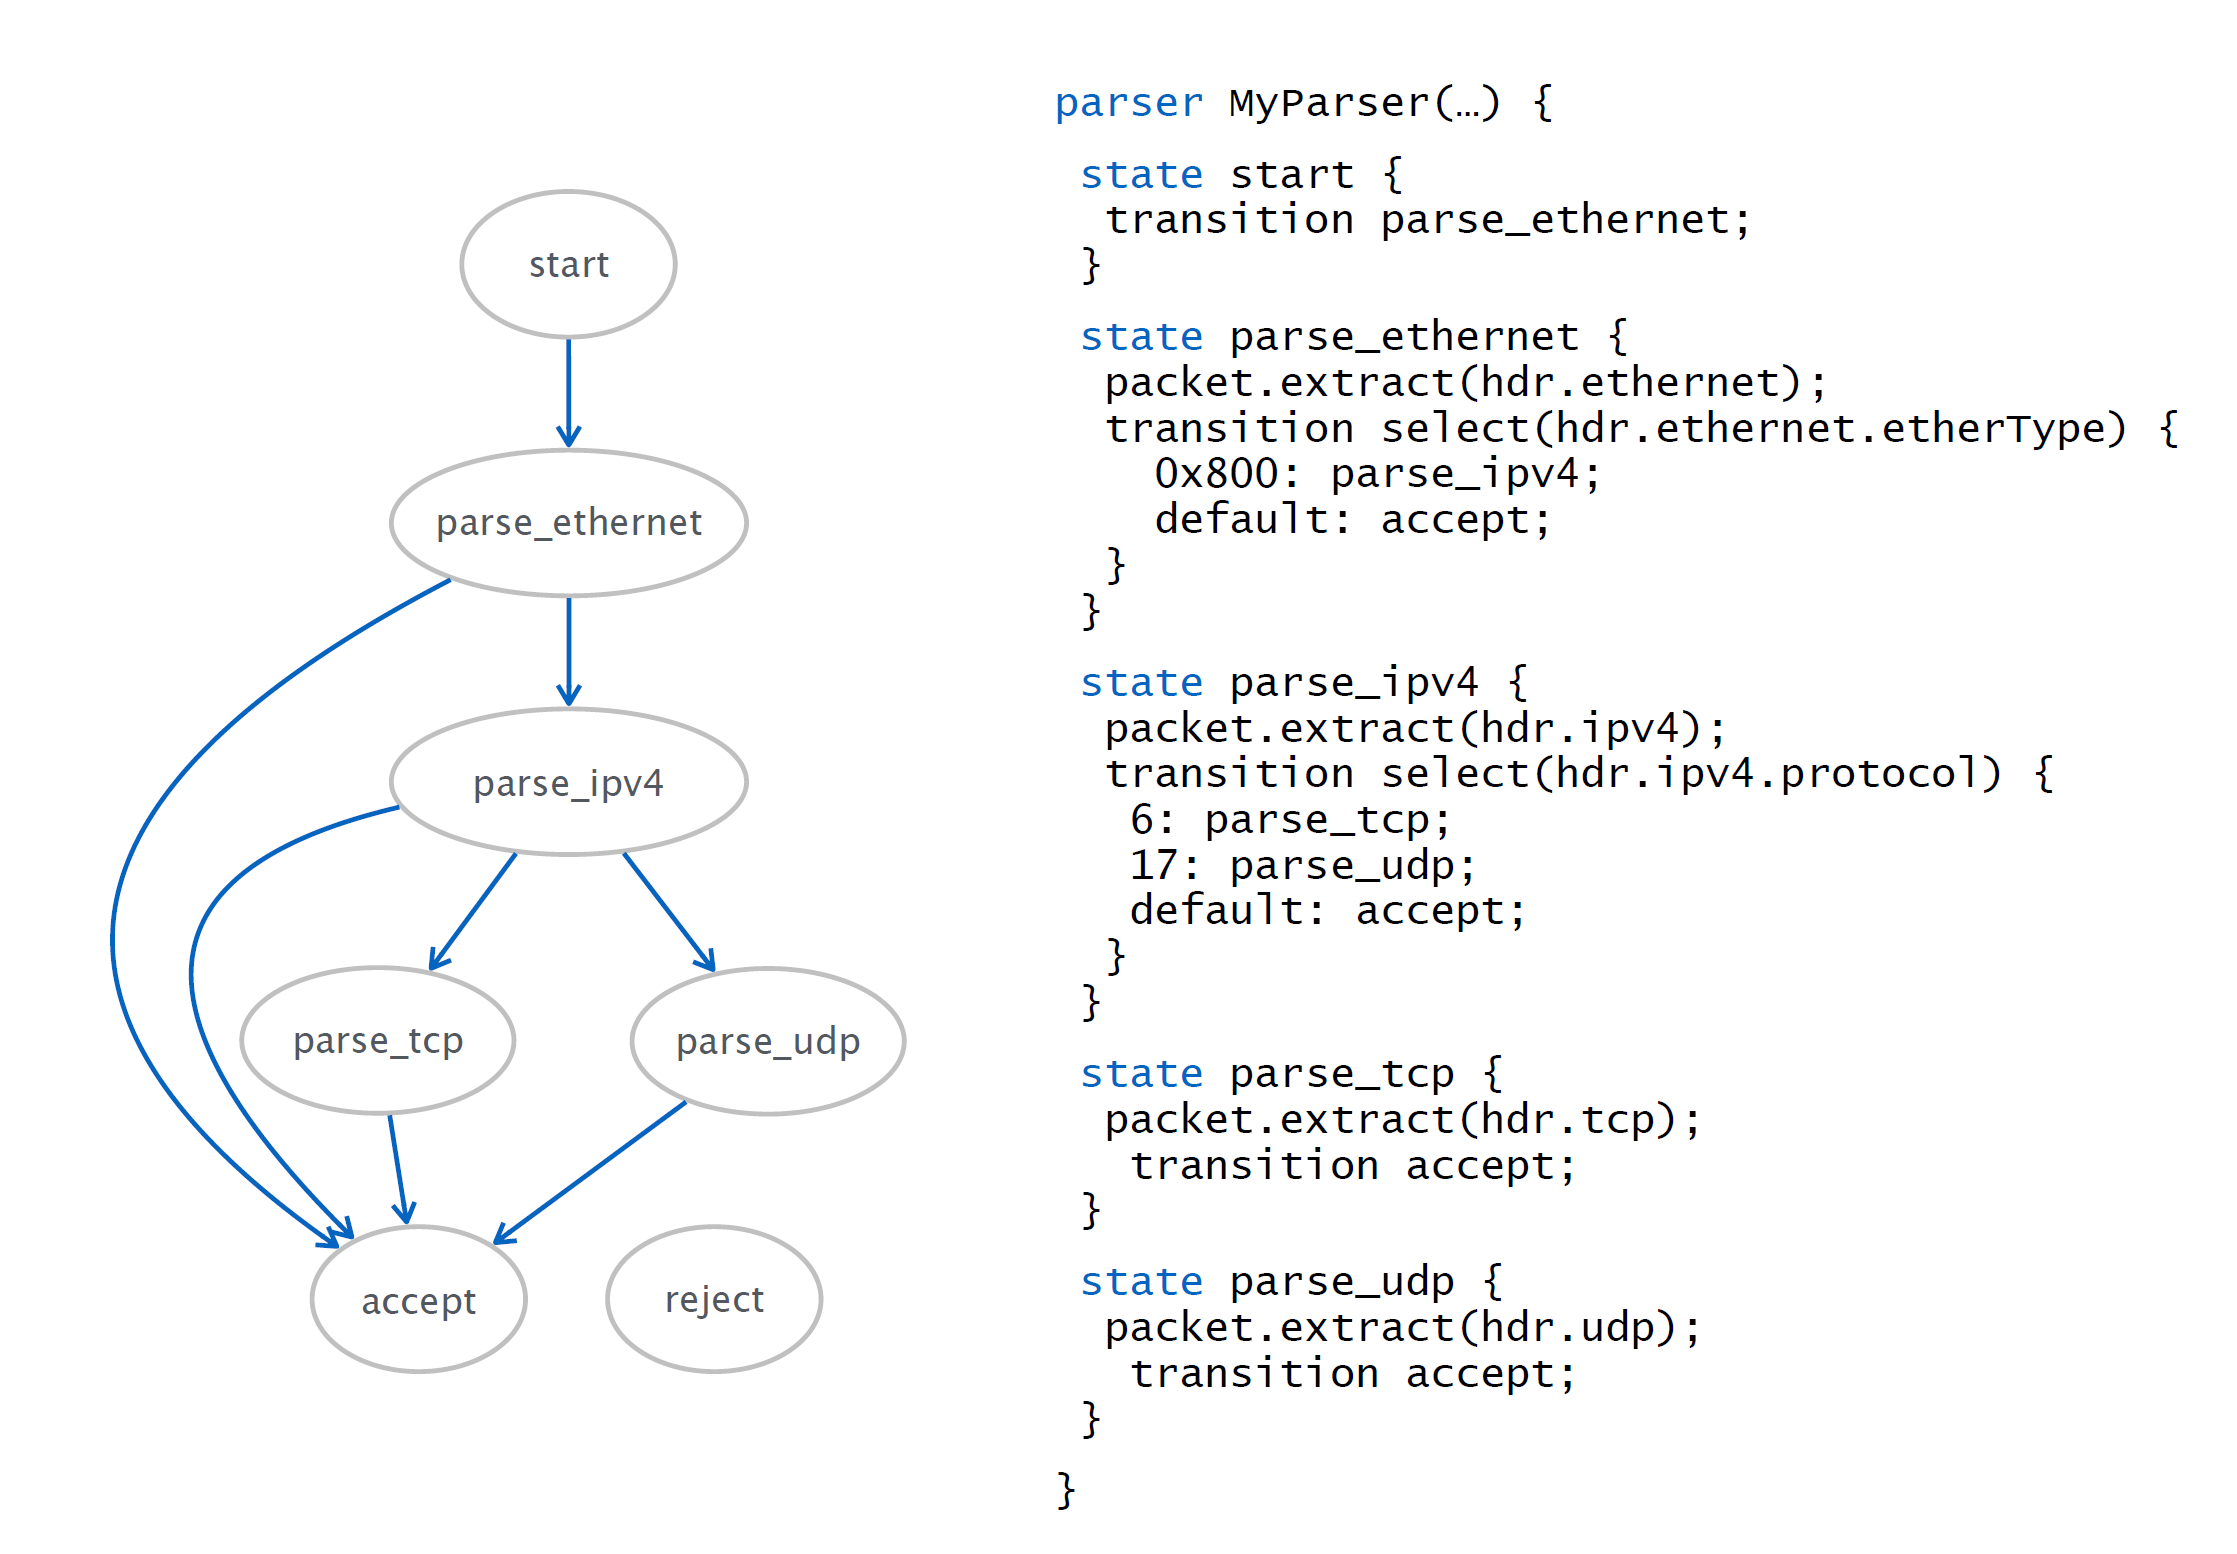 start
parse_ethernet
parse_ipv4
parse_tcp
parse_udp
accept
reject
parser MyParser(…) {
state start {
transition parse_ethernet;
}
state parse_ethernet {
packet.extract(hdr.ethernet);
transition select(hdr.ethernet.etherType) {
0x800: parse_ipv4;
default: accept;
}
}
state parse_ipv4 {
packet.extract(hdr.ipv4);
transition select(hdr.ipv4.protocol) {
6: parse_tcp;
17: parse_udp;
default: accept;
}
}
state parse_tcp {
packet.extract(hdr.tcp);
transition accept;
}
state parse_udp {
packet.extract(hdr.udp);
transition accept;
}
}